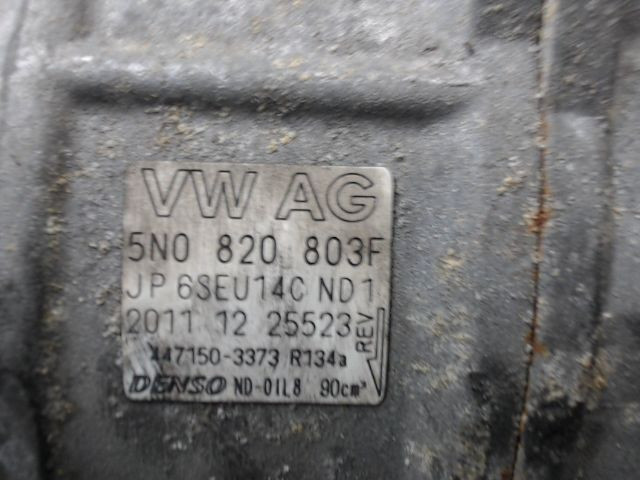 VW AG
5N0 820 803F
JP 6SEU14C ND1
2011 12 25523
REV
447150-3373 R134a
DENSO ND-OIL8 90cm³